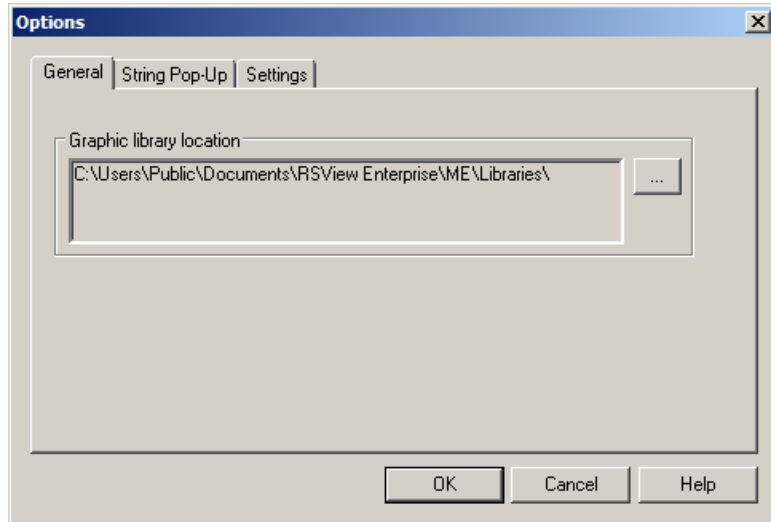 Options
General String Pop-Up Settings
Graphic library location
C:\Users\Public\Documents\RSView Enterprise\ME\Libraries\
...
OK Cancel Help